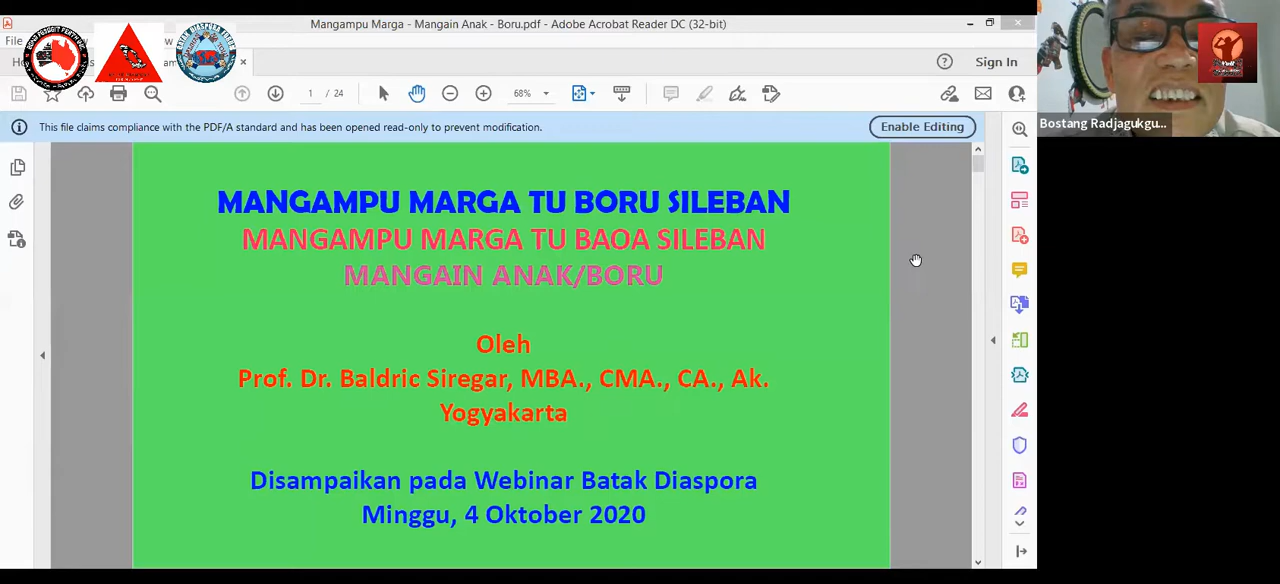 Mangampu Marga - Mangain Anak - Boru.pdf - Adobe Acrobat Reader DC (32-bit)
File
Sign In
1 / 24
68%
This file claims compliance with the PDF/A standard and has been opened read-only to prevent modification.
Enable Editing
Bostang Radjagukgu...
MANGAMPU MARGA TU BORU SILEBAN
MANGAMPU MARGA TU BAOA SILEBAN
MANGAIN ANAK/BORU
Oleh
Prof. Dr. Baldric Siregar, MBA., CMA., CA., Ak.
Yogyakarta
Disampaikan pada Webinar Batak Diaspora
Minggu, 4 Oktober 2020